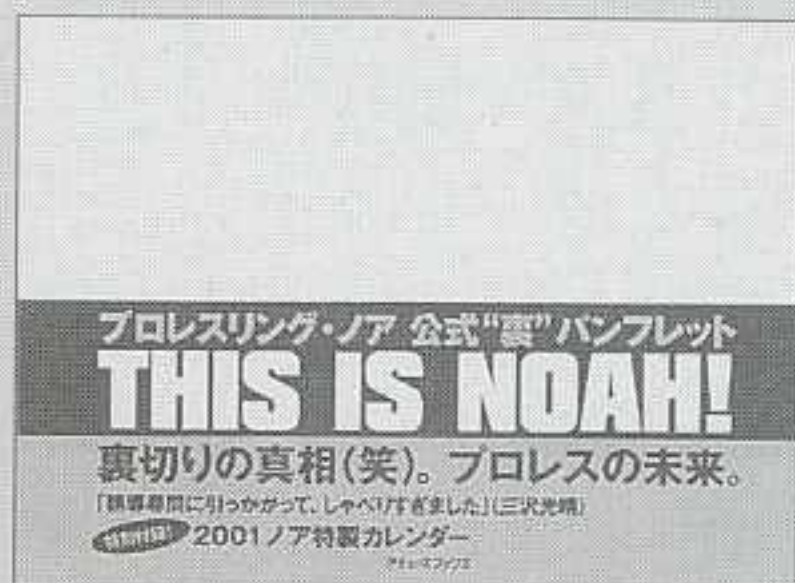 プロレスリング・ノア 公式“裏”パンフレット
THIS IS NOAH!
裏切りの真相(笑)。プロレスの未来。
「誘導尋問に引っかがって、しゃべりすぎました」(三沢光晴)
2001ノア特製カレンダー